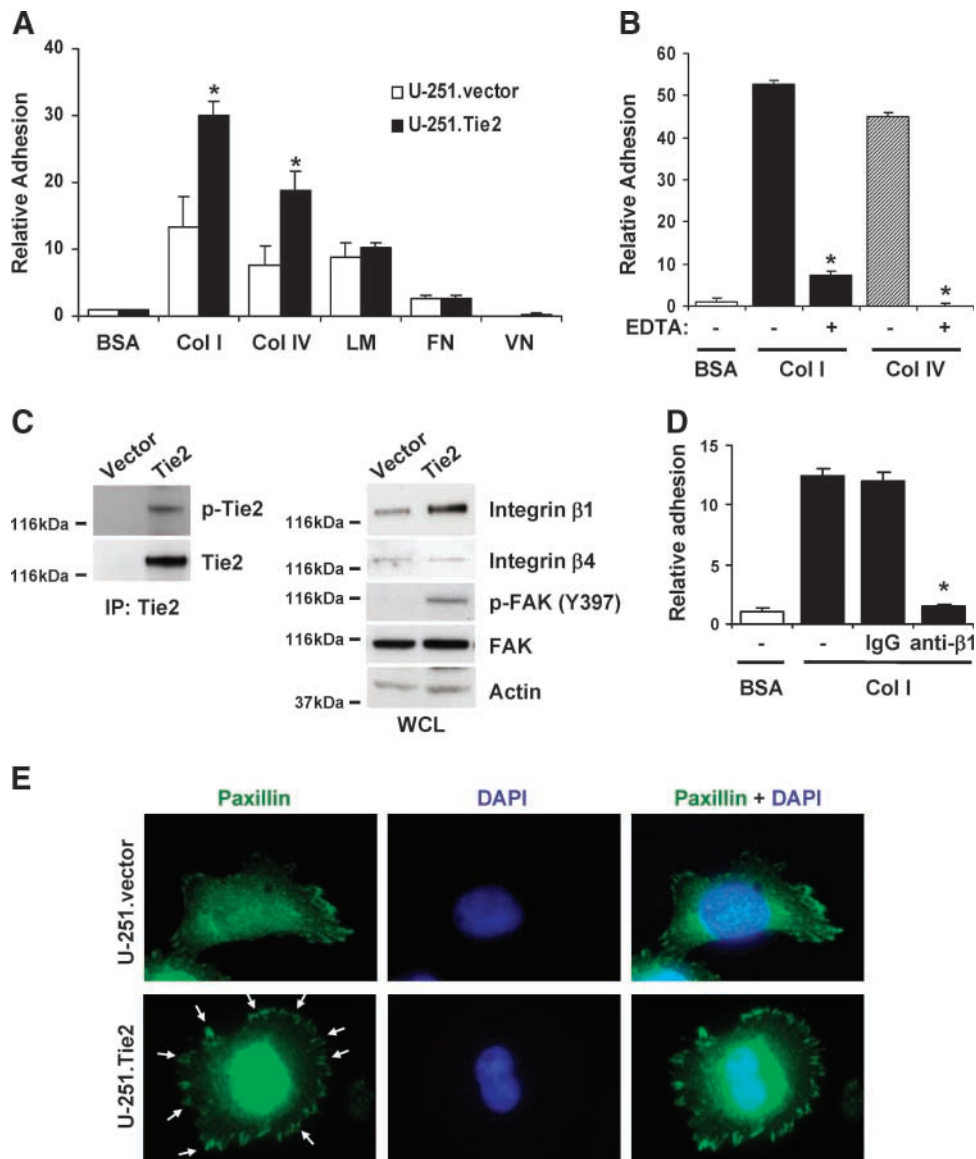 A
Relative Adhesion
40
30
20
10
0
*
*
U-251.vector
U-251.Tie2
BSA Col I Col IV LM FN VN
B
Relative Adhesion
60
50
40
30
20
10
0
*
*
EDTA: - - + - +
BSA Col I Col IV
C
Vector Tie2
116kDa p-Tie2
116kDa Tie2
IP: Tie2
Vector Tie2
116kDa Integrin β1
116kDa Integrin β4
116kDa p-FAK (Y397)
116kDa FAK
37kDa Actin
WCL
D
Relative adhesion
15
10
5
0
*
- - IgG anti-β1
BSA Col I
E
Paxillin DAPI Paxillin + DAPI
U-251.vector
U-251.Tie2